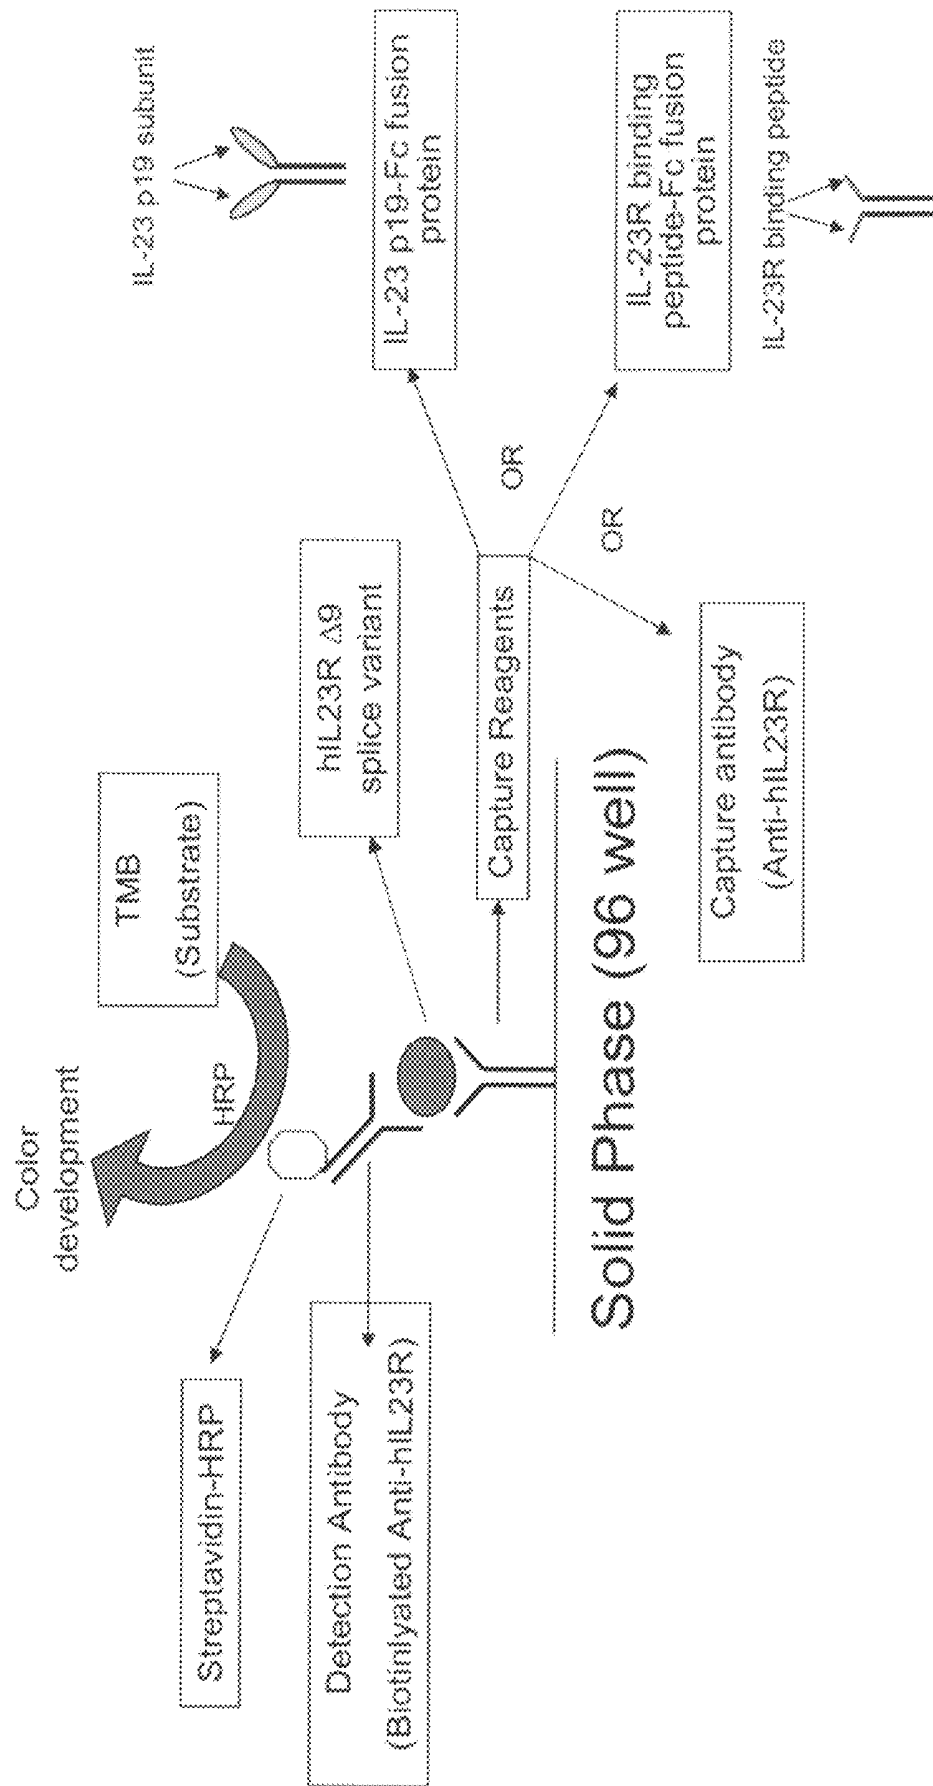 Color
development
TMB
(Substrate)
HRP
Streptavidin-HRP
Detection Antibody
(Biotinlyated Anti-hIL23R)
hIL23R Δ9
splice variant
Capture Reagents
Solid Phase (96 well)
OR
OR
Capture antibody
(Anti-hIL23R)
IL-23 p19 subunit
IL-23 p19-Fc fusion
protein
IL-23R binding
peptide-Fc fusion
protein
IL-23R binding peptide